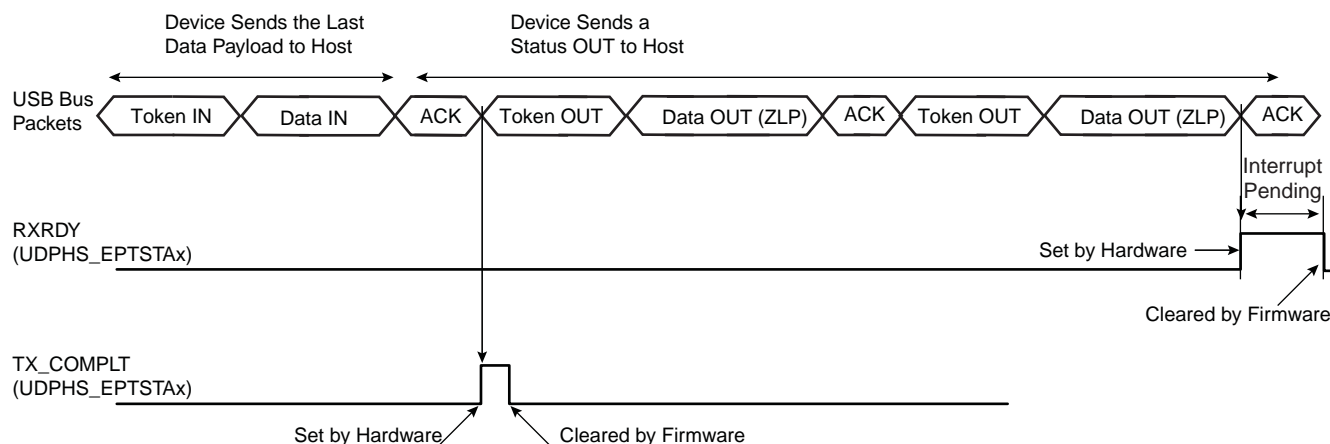 Device Sends the Last
Data Payload to Host
Device Sends a
Status OUT to Host
USB Bus
Packets
Token IN
Data IN
ACK
Token OUT
Data OUT (ZLP)
ACK
Token OUT
Data OUT (ZLP)
ACK
Interrupt
Pending
RXRDY
(UDPHS_EPTSTAx)
Set by Hardware
Cleared by Firmware
TX_COMPLT
(UDPHS_EPTSTAx)
Set by Hardware
Cleared by Firmware